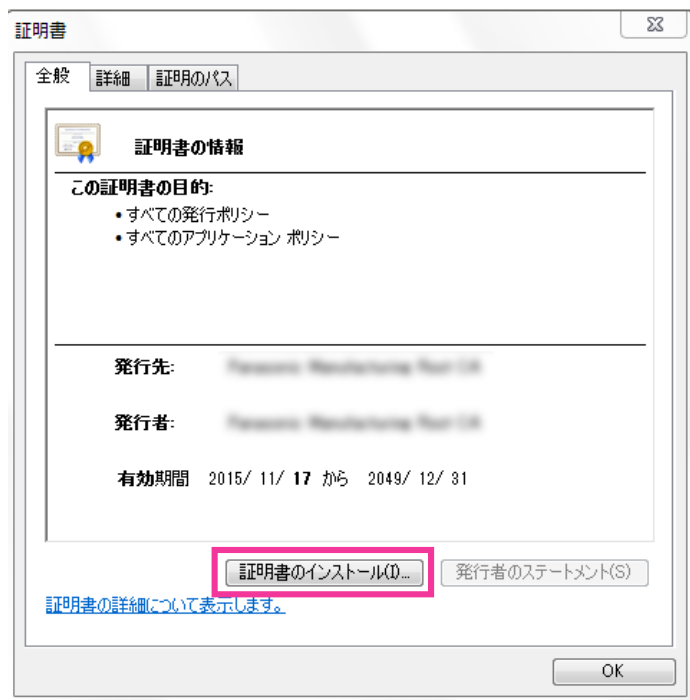 証明書
全般 詳細 証明のパス
証明書の情報
この証明書の目的:
• すべての発行ポリシー
• すべてのアプリケーション ポリシー
発行先:
発行者:
有効期間 2015/ 11/ 17 から 2049/ 12/ 31
証明書のインストール(I)... 発行者のステートメント(S)
証明書の詳細について表示します。
OK